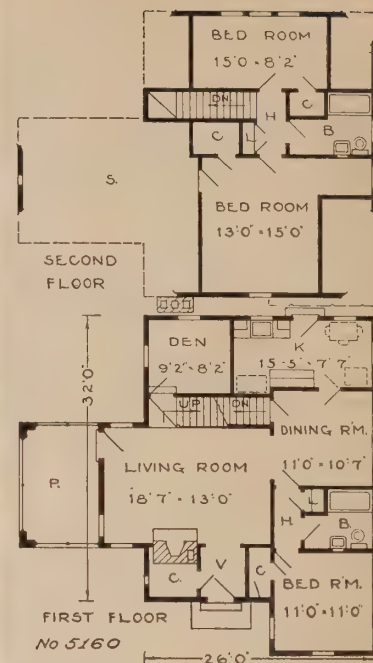 BED ROOM
15'0"=8'2"
DN.
H
C
C
L
B
S.
BED ROOM
13'0"=15'0"
SECOND
FLOOR
32'0"
DEN
9'2"=8'2"
K
15'-5"=7'7"
UP
DN
DINING R'M.
11'0"=10'7"
LIVING ROOM
18'7"=13'0"
P.
L
H
B.
C.
V
C
BED R'M.
11'0"=11'0"
FIRST FLOOR
No 5160
26'0"